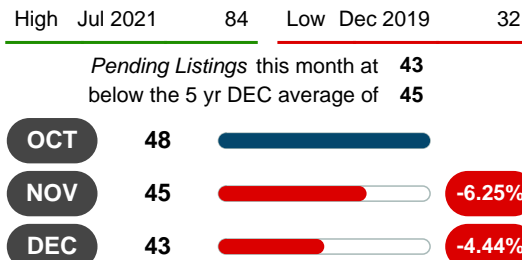 High Jul 2021 84 Low Dec 2019 32
Pending Listings this month at 43
below the 5 yr DEC average of 45
OCT 48
NOV 45 -6.25%
DEC 43 -4.44%